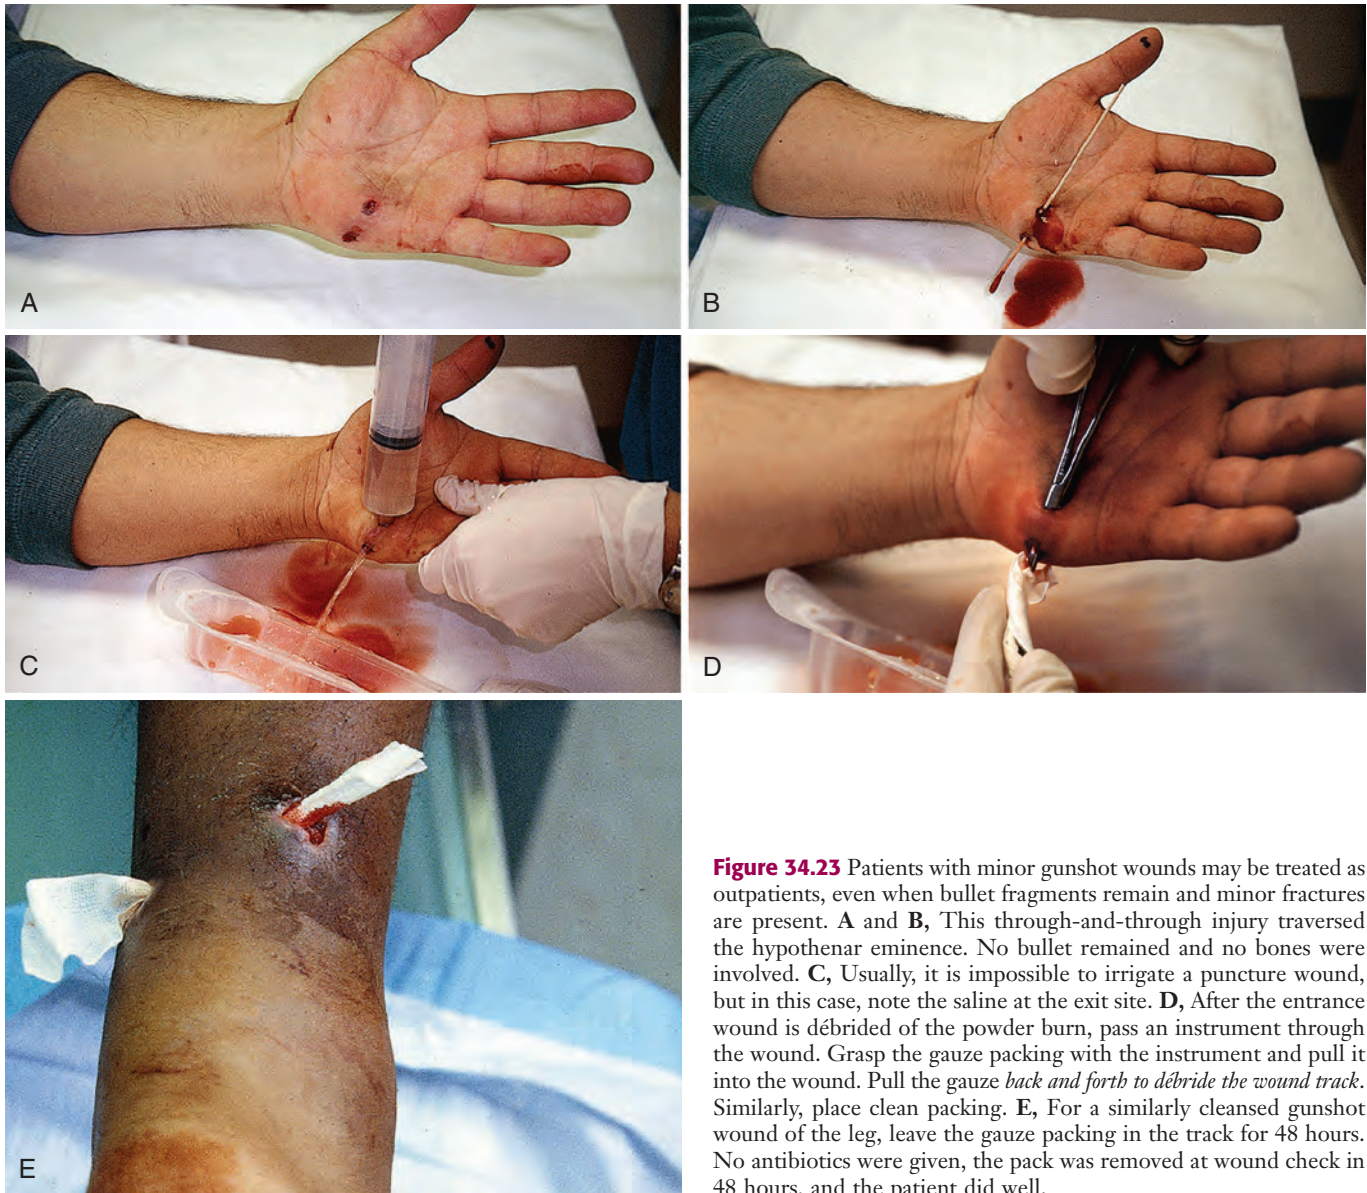 A
B
C
D
E
Figure 34.23 Patients with minor gunshot wounds may be treated as
outpatients, even when bullet fragments remain and minor fractures
are present. A and B, This through-and-through injury traversed
the hypothenar eminence. No bullet remained and no bones were
involved. C, Usually, it is impossible to irrigate a puncture wound,
but in this case, note the saline at the exit site. D, After the entrance
wound is débrided of the powder burn, pass an instrument through
the wound. Grasp the gauze packing with the instrument and pull it
into the wound. Pull the gauze back and forth to débride the wound track.
Similarly, place clean packing. E, For a similarly cleansed gunshot
wound of the leg, leave the gauze packing in the track for 48 hours.
No antibiotics were given, the pack was removed at wound check in
48 hours, and the patient did well.